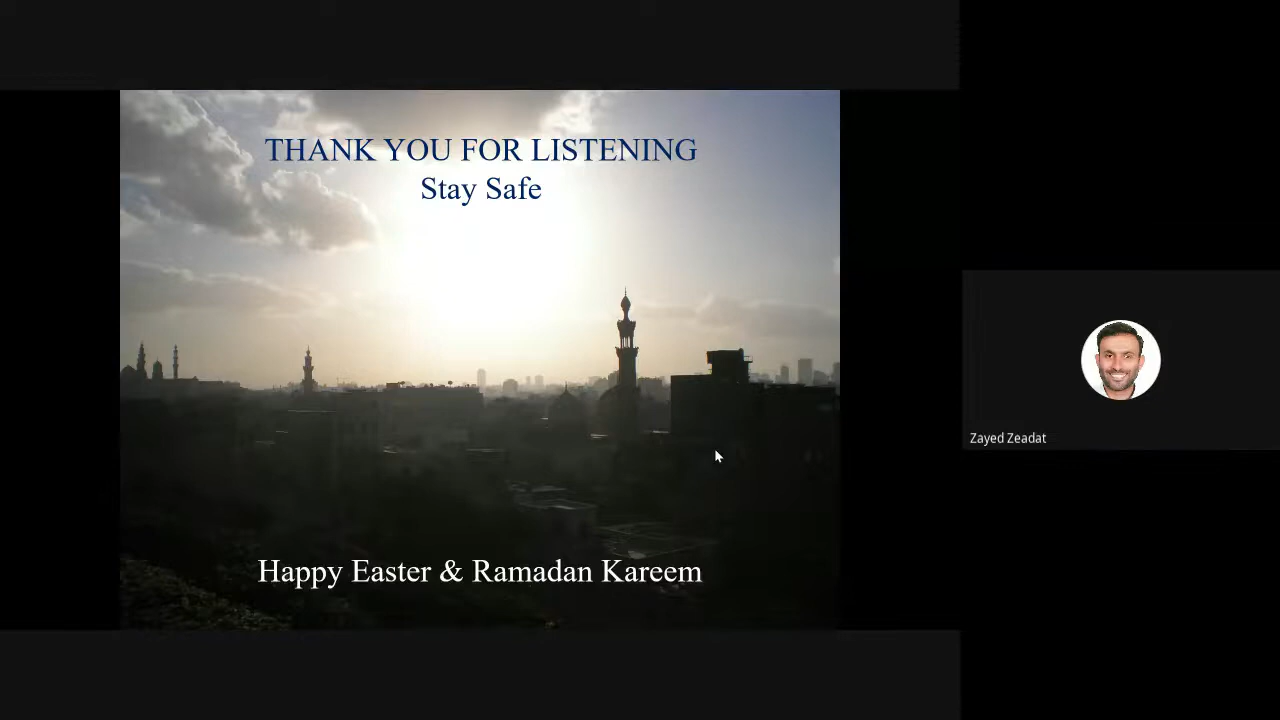 THANK YOU FOR LISTENING
Stay Safe
Zayed Zeadat
Happy Easter & Ramadan Kareem